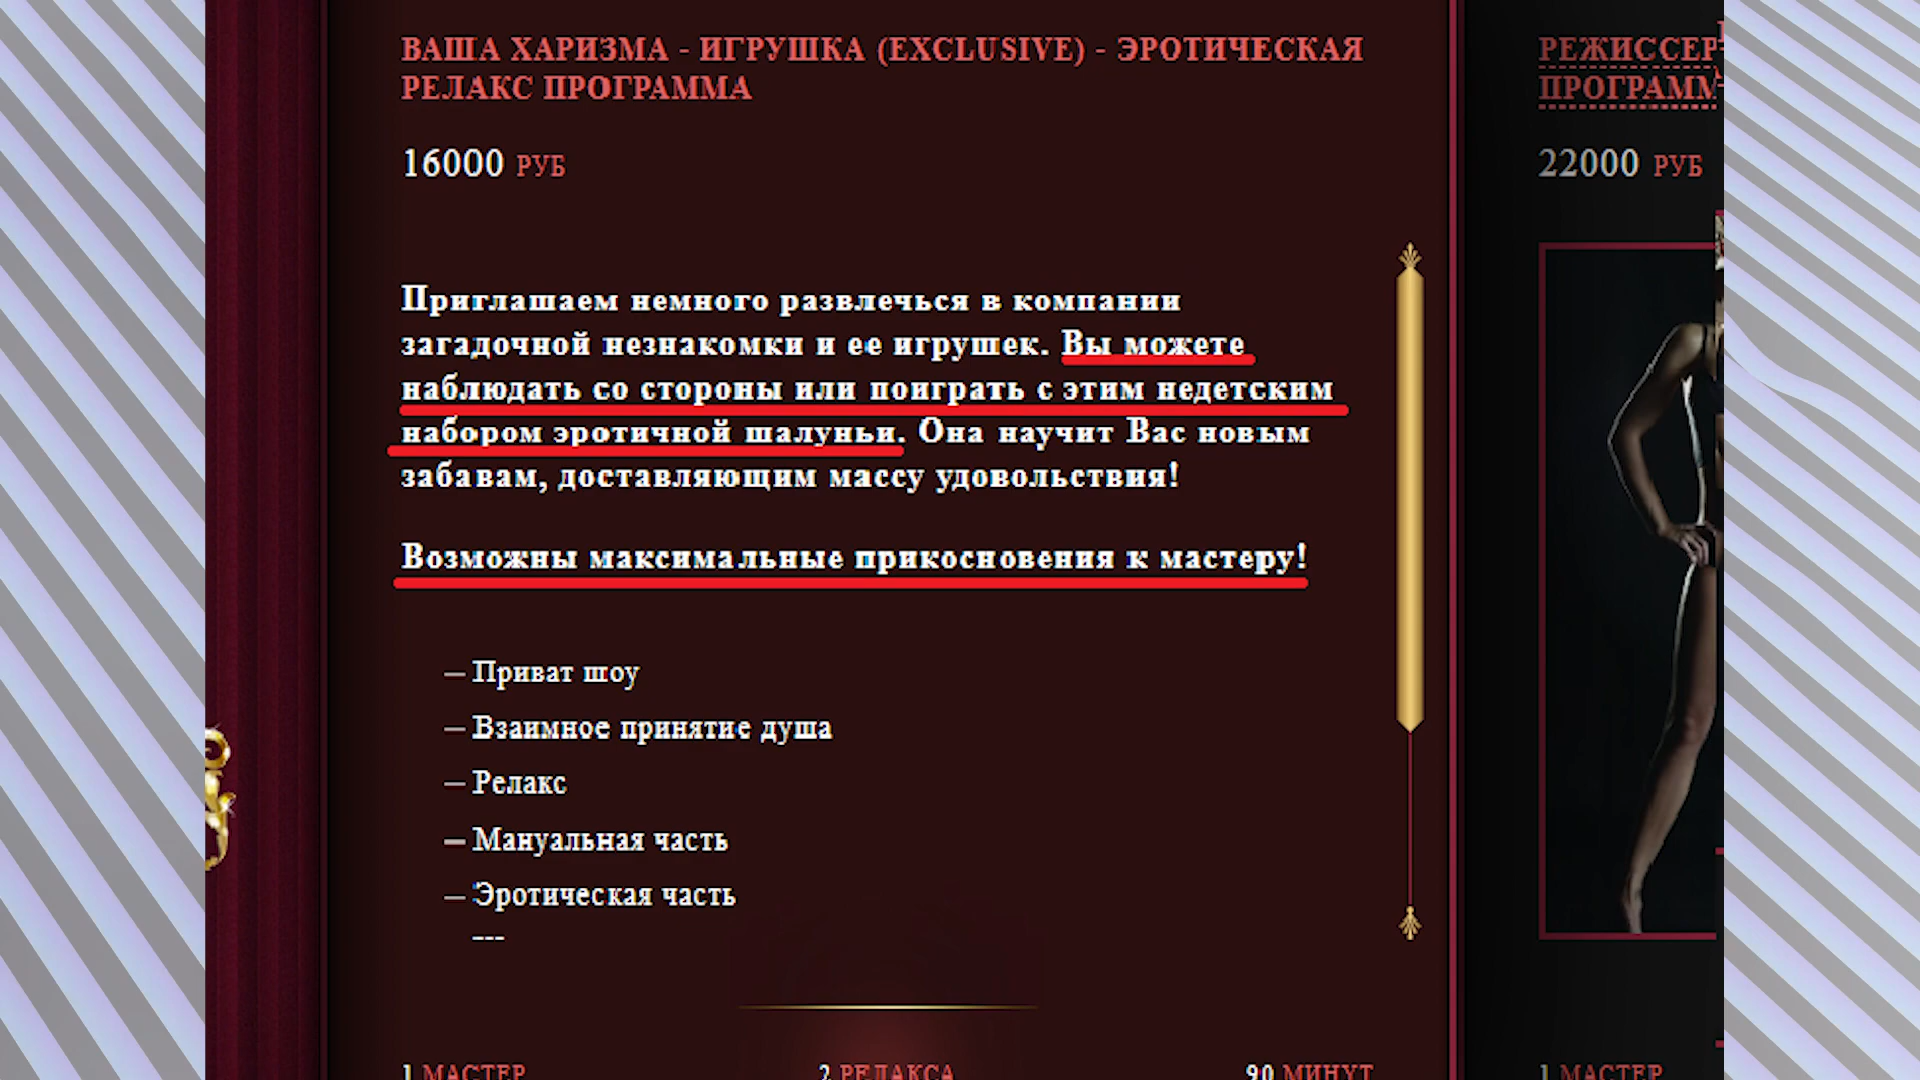 ВАША ХАРИЗМА - ИГРУШКА (EXCLUSIVE) - ЭРОТИЧЕСКАЯ
РЕЛАКС ПРОГРАММА
16000 РУБ
Приглашаем немного развлечься в компании
загадочной незнакомки и ее игрушек. Вы можете
наблюдать со стороны или поиграть с этим недетским
набором эротичной шалуньи. Она научит Вас новым
забавам, доставляющим массу удовольствия!
Возможны максимальные прикосновения к мастеру!
— Приват шоу
— Взаимное принятие душа
— Релакс
— Мануальная часть
— Эротическая часть
---
1 МАСТЕР
2 РЕЛАКСА
90 МИНУТ
РЕЖИССЕР
ПРОГРАММ
22000 РУБ
1 МАСТЕР